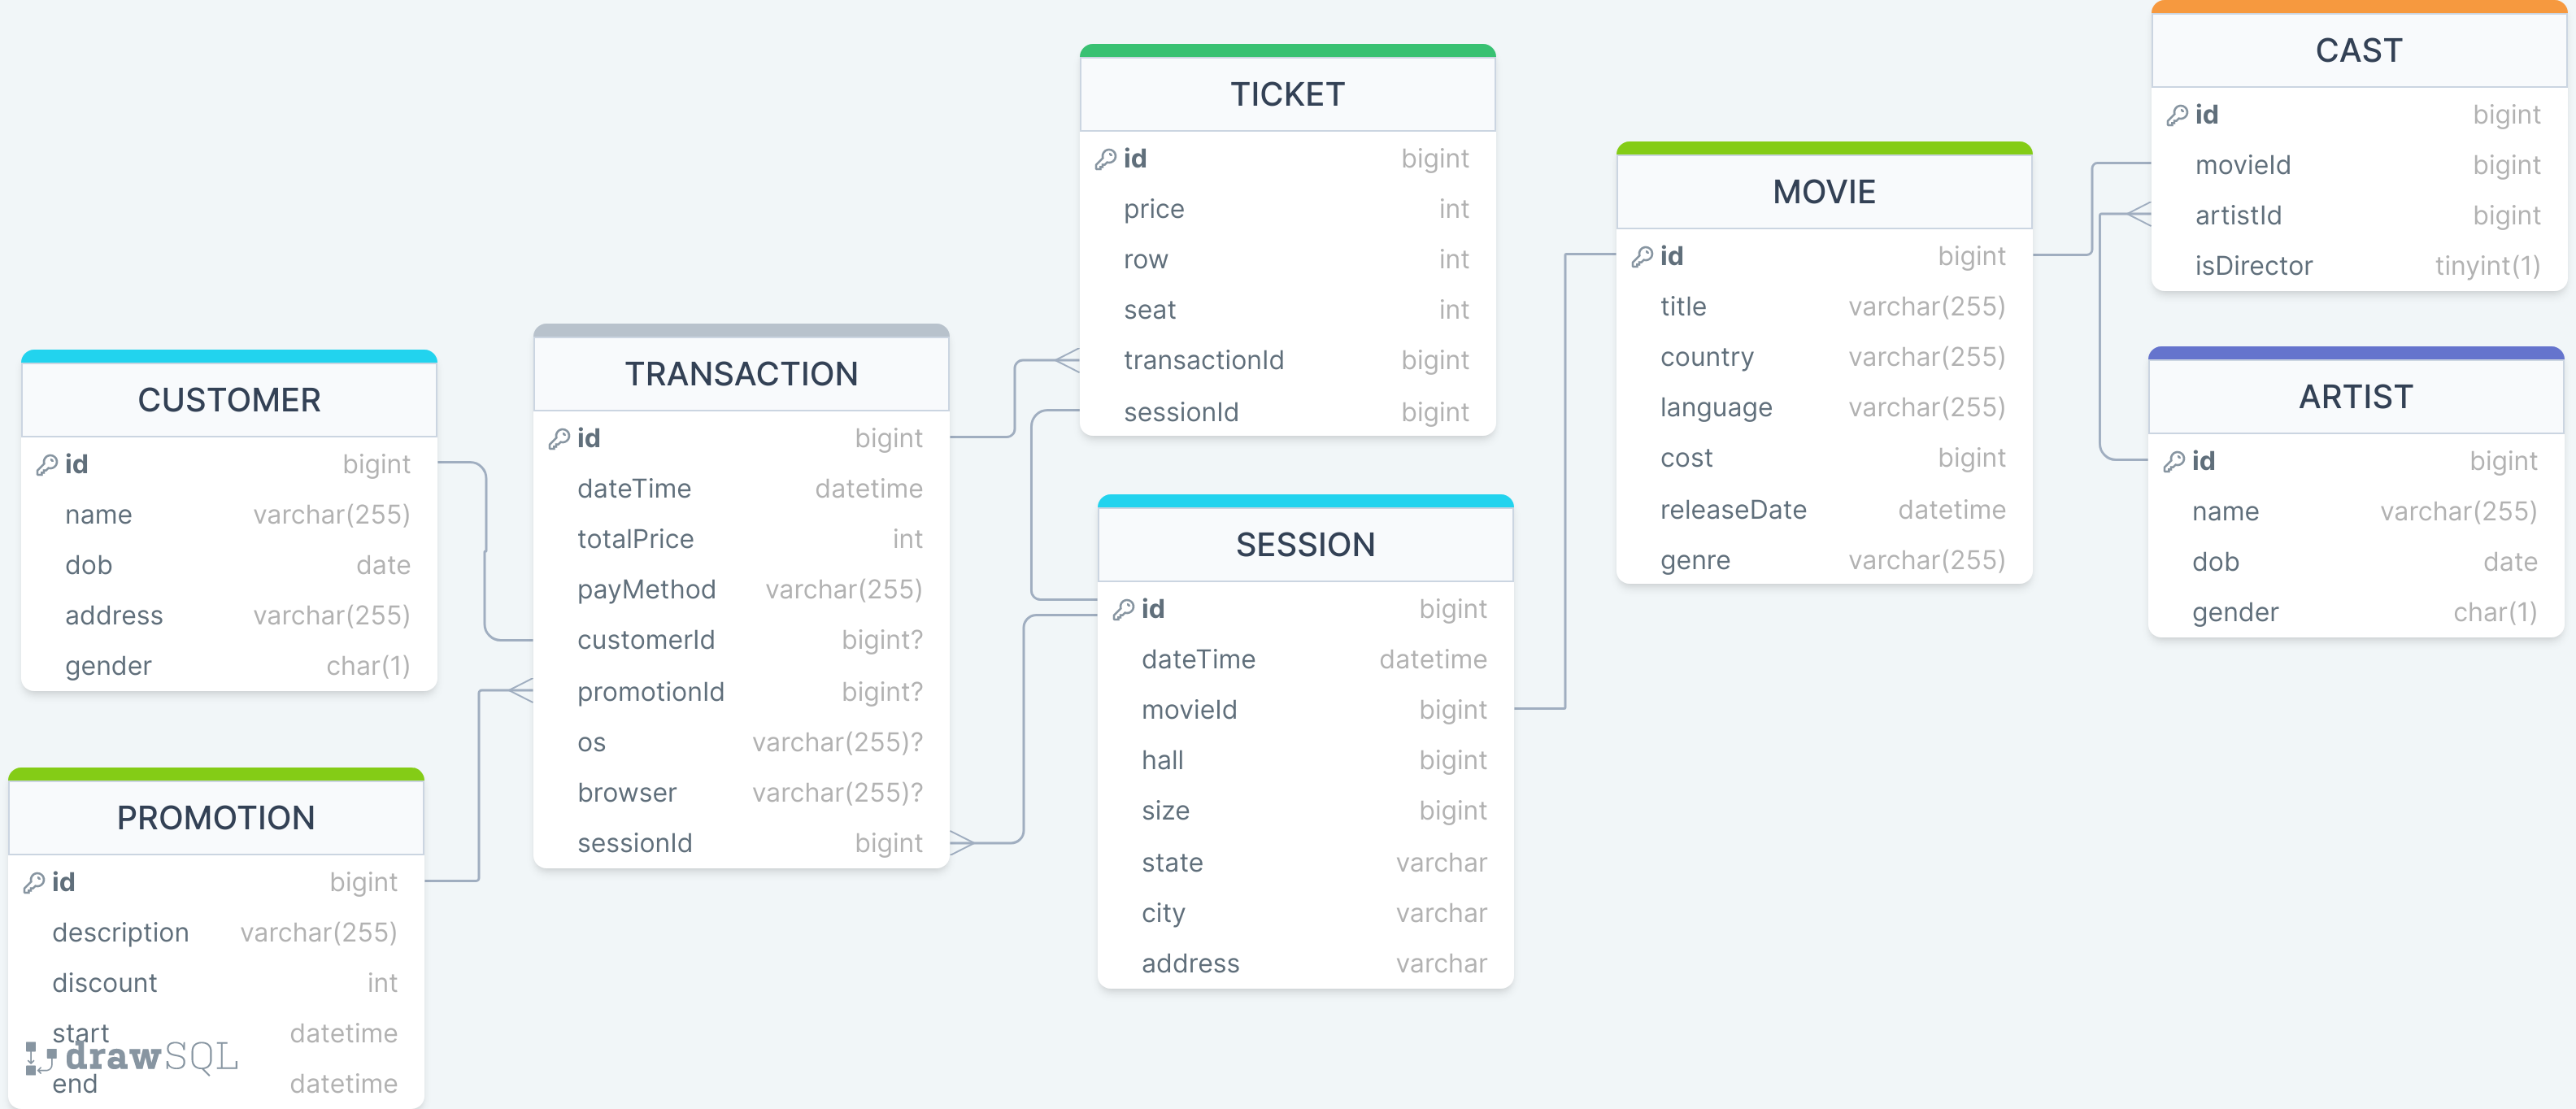 CUSTOMER
id bigint
name varchar(255)
dob date
address varchar(255)
gender char(1)
PROMOTION
id bigint
description varchar(255)
discount int
start datetime
end datetime
drawSQL
TRANSACTION
id bigint
dateTime datetime
totalPrice int
payMethod varchar(255)
customerId bigint?
promotionId bigint?
os varchar(255)?
browser varchar(255)?
sessionId bigint
TICKET
id bigint
price int
row int
seat int
transactionId bigint
sessionId bigint
SESSION
id bigint
dateTime datetime
movieId bigint
hall bigint
size bigint
state varchar
city varchar
address varchar
MOVIE
id bigint
title varchar(255)
country varchar(255)
language varchar(255)
cost bigint
releaseDate datetime
genre varchar(255)
CAST
id bigint
movieId bigint
artistId bigint
isDirector tinyint(1)
ARTIST
id bigint
name varchar(255)
dob date
gender char(1)